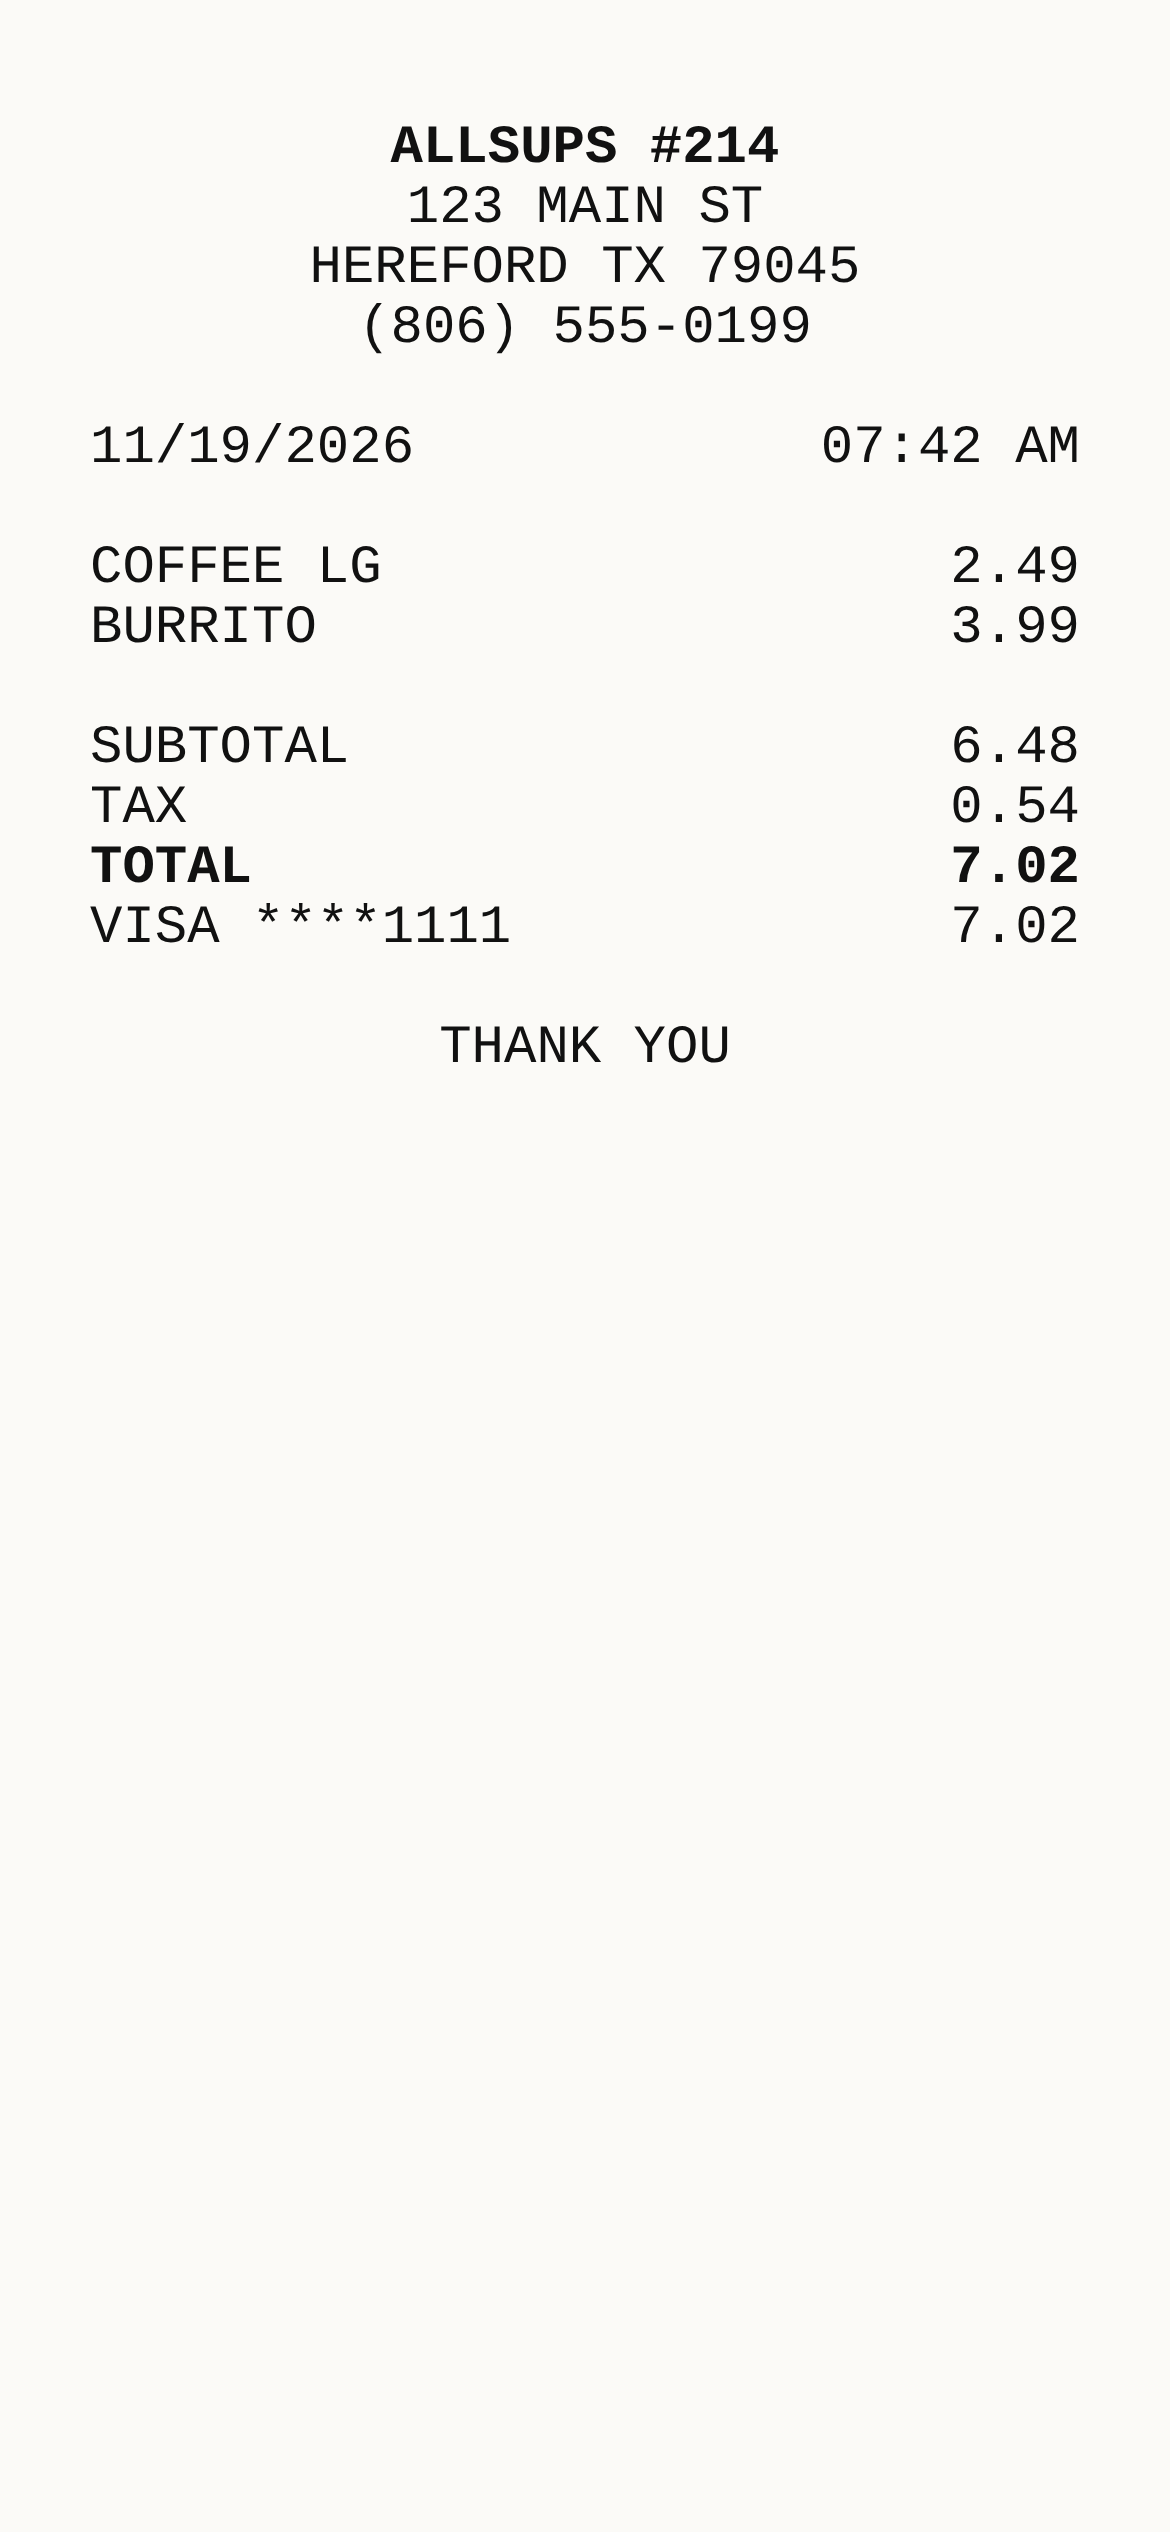 ALLSUPS #214
123 MAIN ST
HEREFORD TX 79045
(806) 555-0199
11/19/2026 07:42 AM
COFFEE LG 2.49
BURRITO 3.99
SUBTOTAL 6.48
TAX 0.54
TOTAL 7.02
VISA ****1111 7.02
THANK YOU